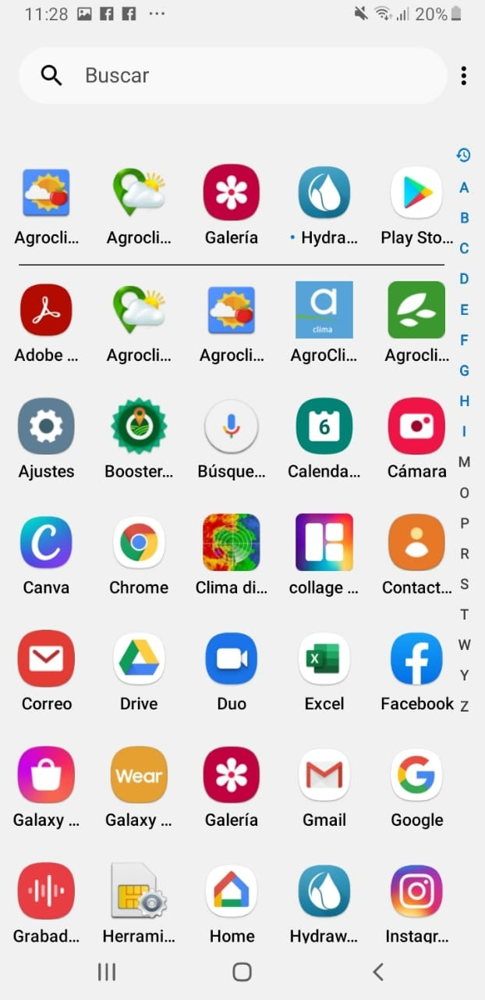 11:28 ··· 20%
Buscar
Agrocli... Agrocli... Galería Hydra... Play Sto...
A
B
C
D
E
F
G
H
I
M
O
P
R
S
T
W
Y
Z
a
clima
Adobe ... Agrocli... Agrocli... AgroCli... Agrocli...
6
Ajustes Booster... Búsque... Calenda... Cámara
C
Canva Chrome Clima di... collage ... Contact...
X f
Correo Drive Duo Excel Facebook
Wear G
Galaxy ... Galaxy ... Galería Gmail Google
Grabad... Herrami... Home Hydraw... Instagr...